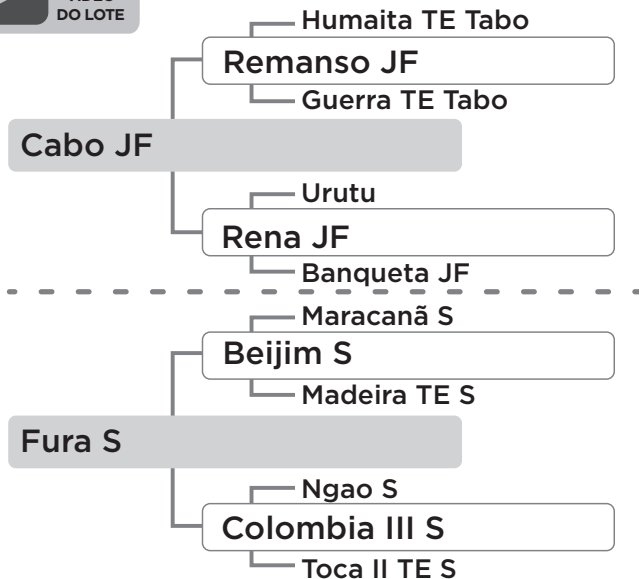 DO LOTE
Humaita TE Tabo
Remanso JF
Guerra TE Tabo
Cabo JF
Urutu
Rena JF
Banqueta JF
Maracanã S
Beijim S
Madeira TE S
Fura S
Ngao S
Colombia III S
Toca II TE S